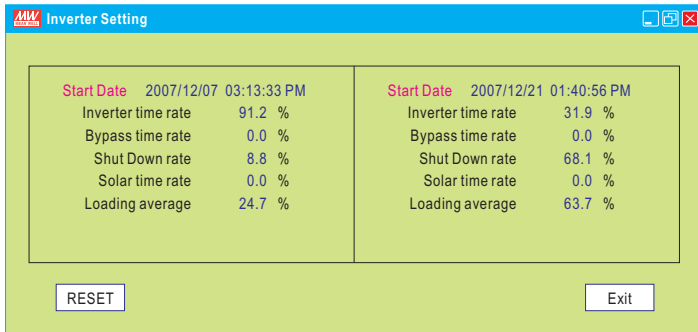 MW MEAN WELL Inverter Setting
Start Date 2007/12/07 03:13:33 PM
Inverter time rate 91.2 %
Bypass time rate 0.0 %
Shut Down rate 8.8 %
Solar time rate 0.0 %
Loading average 24.7 %
Start Date 2007/12/21 01:40:56 PM
Inverter time rate 31.9 %
Bypass time rate 0.0 %
Shut Down rate 68.1 %
Solar time rate 0.0 %
Loading average 63.7 %
RESET
Exit